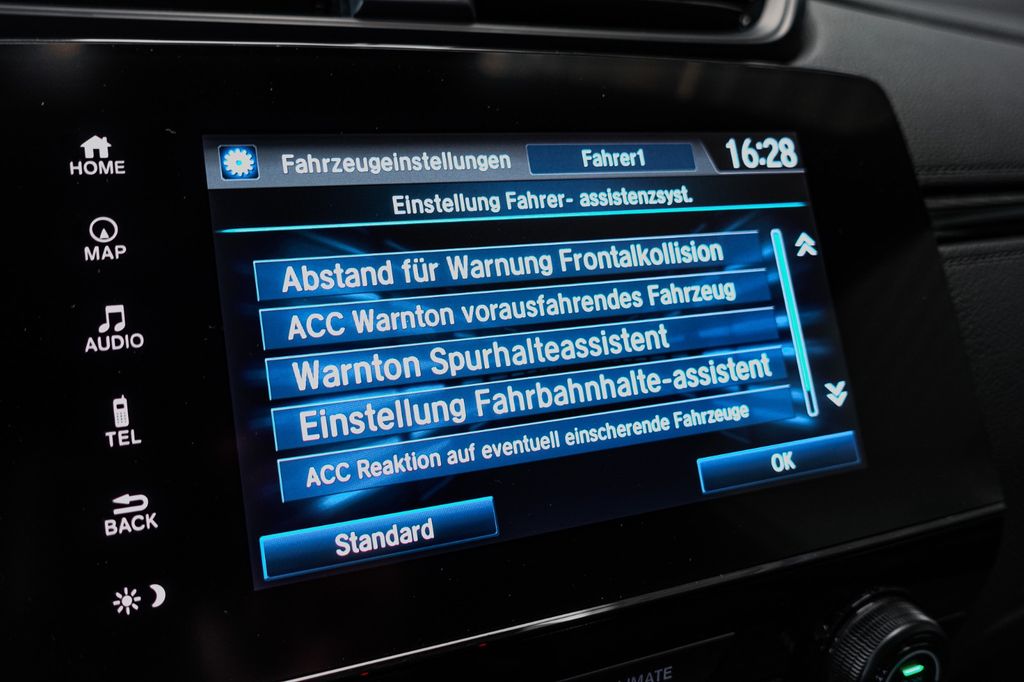 HOME
MAP
AUDIO
TEL
BACK
Fahrzeugeinstellungen
Fahrer1
16:28
Einstellung Fahrer- assistenzsyst.
Abstand für Warnung Frontalkollision
ACC Warnton vorausfahrendes Fahrzeug
Warnton Spurhalteassistent
Einstellung Fahrbahnhalte-assistent
ACC Reaktion auf eventuell einscherende Fahrzeuge
OK
Standard